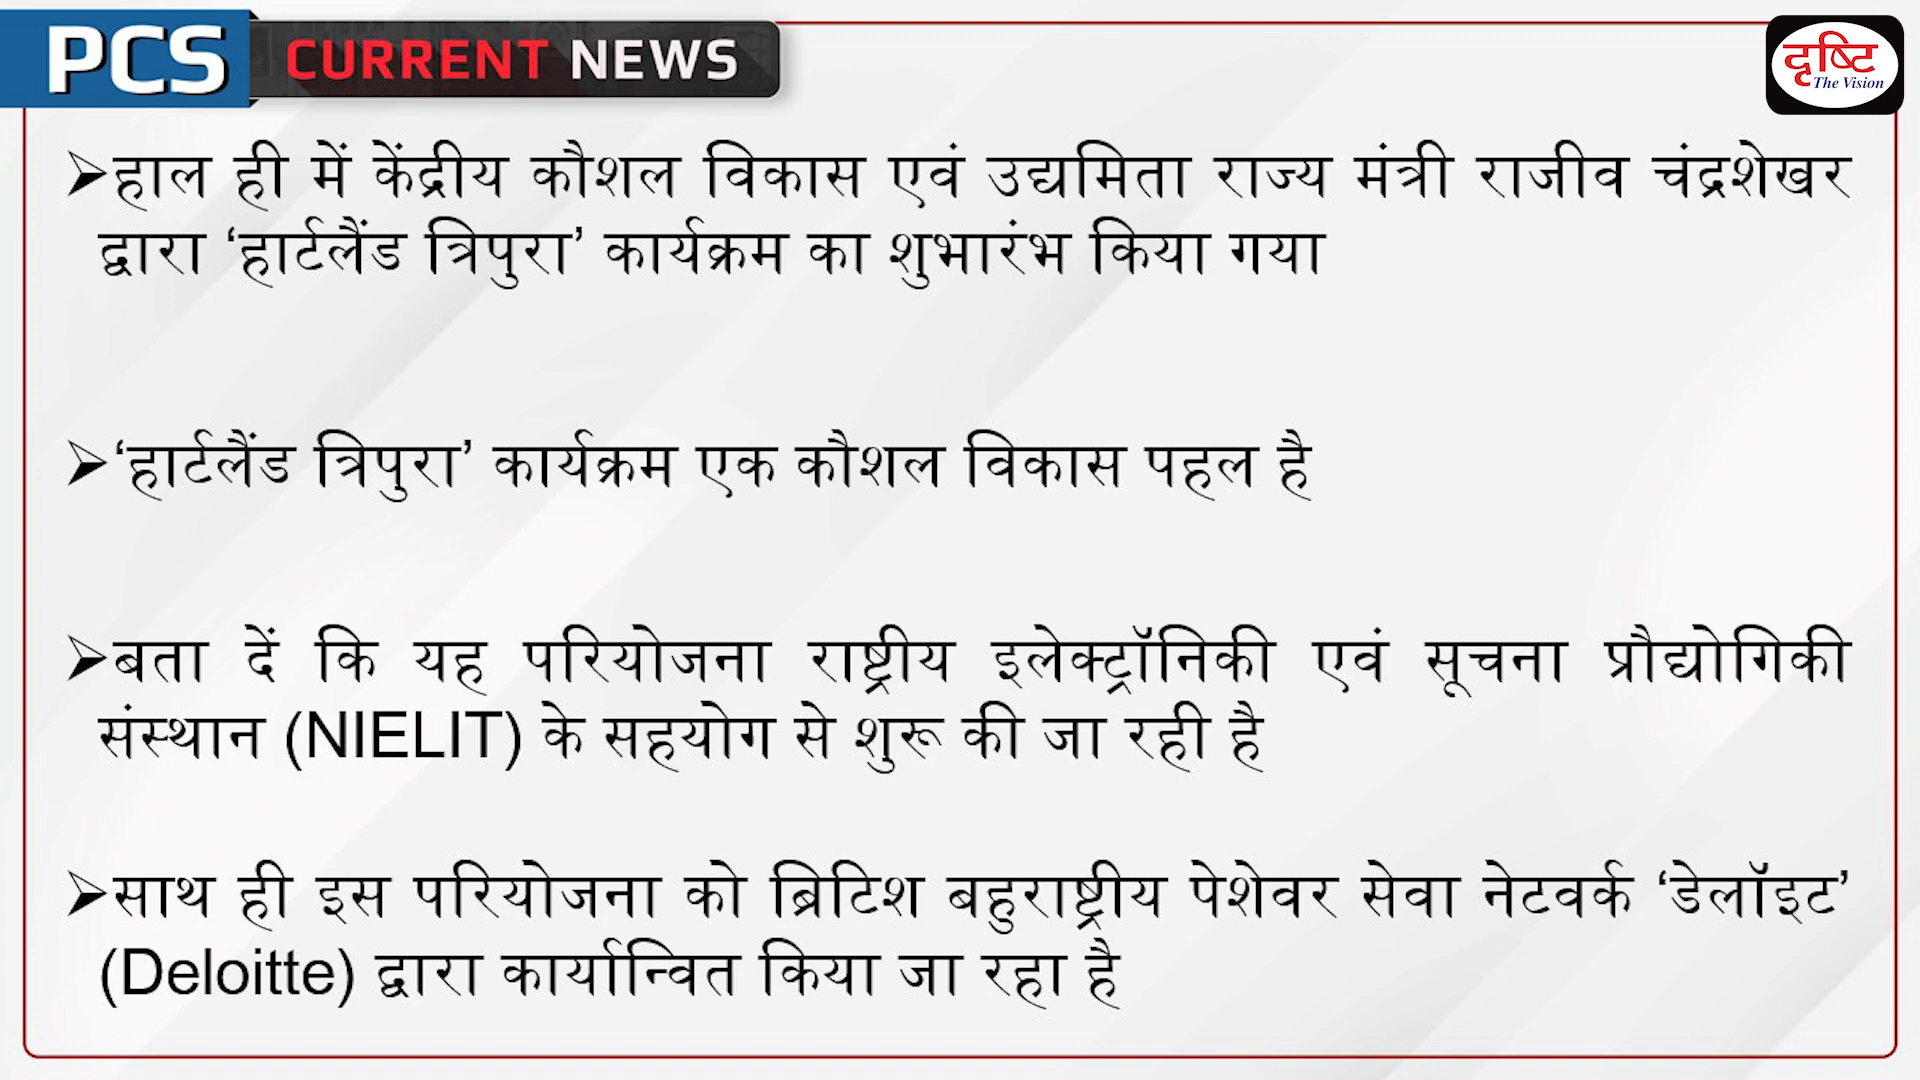 PCS CURRENT NEWS
दृष्टि
The Vision
➢हाल ही में केंद्रीय कौशल विकास एवं उद्यमिता राज्य मंत्री राजीव चंद्रशेखर
द्वारा ‘हार्टलैंड त्रिपुरा’ कार्यक्रम का शुभारंभ किया गया
➢‘हार्टलैंड त्रिपुरा’ कार्यक्रम एक कौशल विकास पहल है
➢बता दें कि यह परियोजना राष्ट्रीय इलेक्ट्रॉनिकी एवं सूचना प्रौद्योगिकी
संस्थान (NIELIT) के सहयोग से शुरू की जा रही है
➢साथ ही इस परियोजना को ब्रिटिश बहुराष्ट्रीय पेशेवर सेवा नेटवर्क ‘डेलॉइट’
(Deloitte) द्वारा कार्यान्वित किया जा रहा है